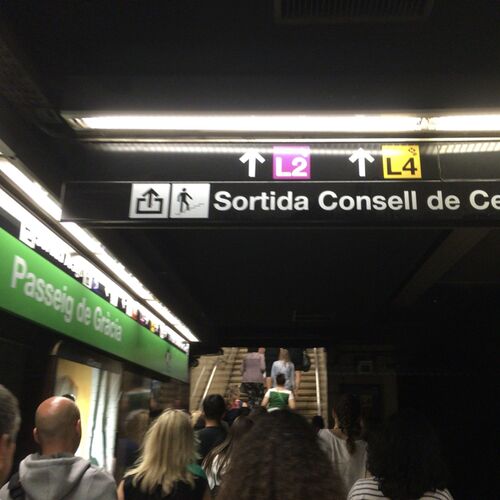 L2 L4
Sortida Consell de Ce
Passeig de Gràcia